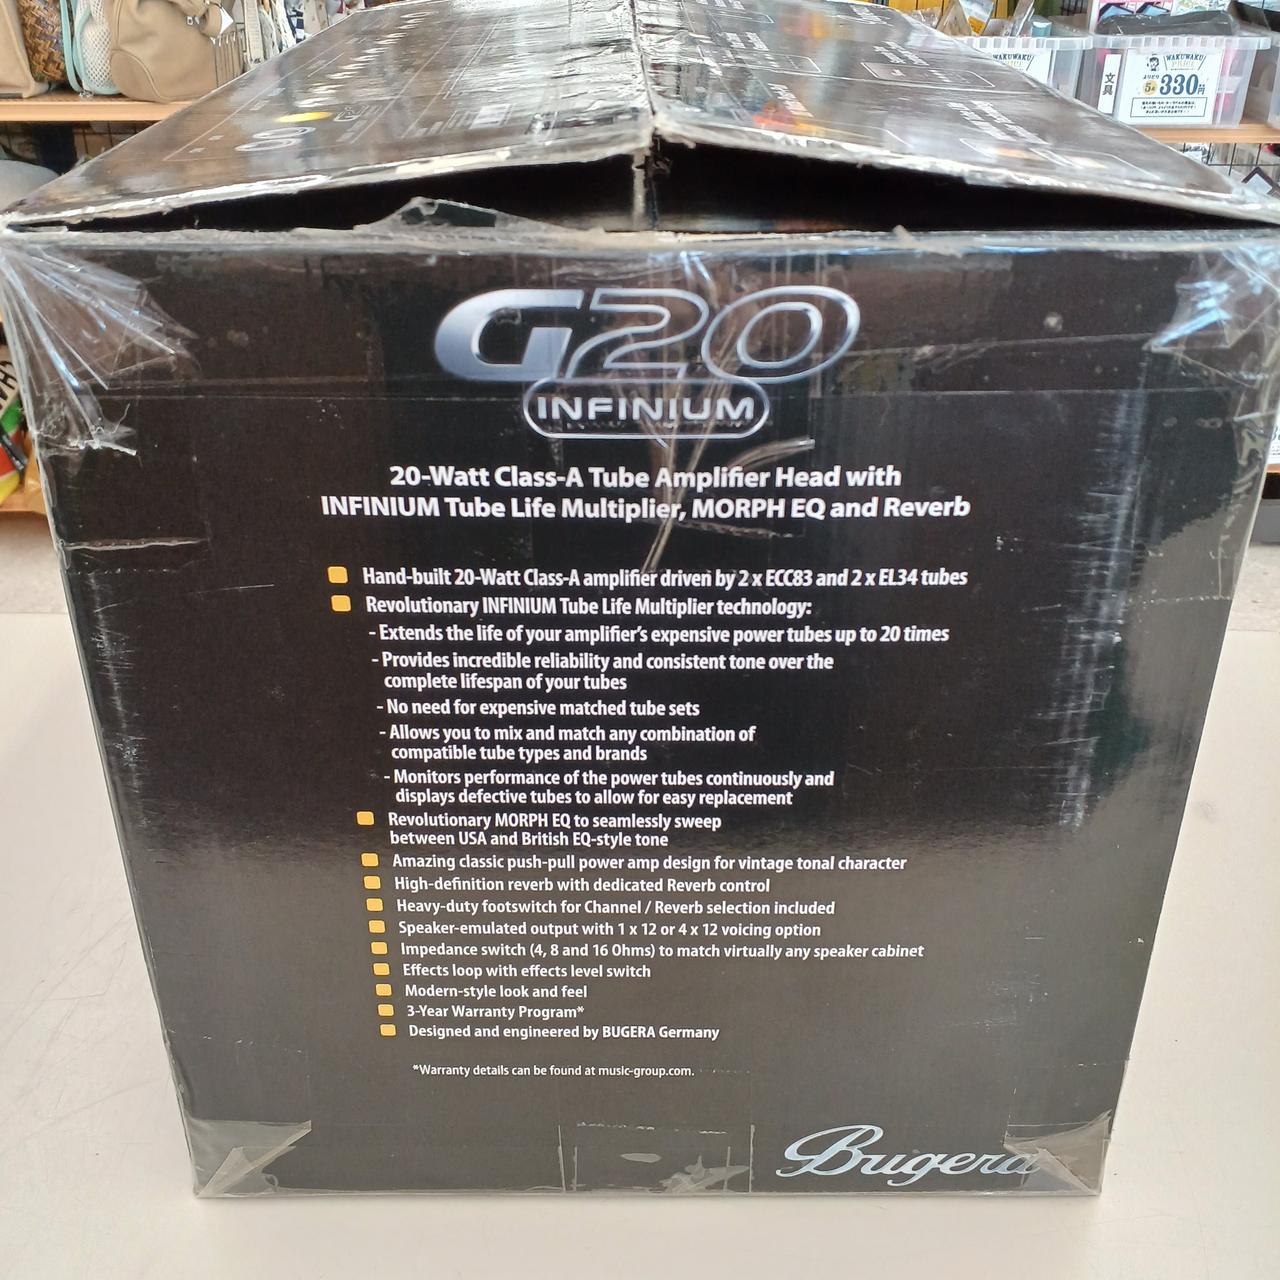 WAKUWAKU
PRICE
文具
よりどり
5点
330円
G20
INFINIUM
20-Watt Class-A Tube Amplifier Head with
INFINIUM Tube Life Multiplier, MORPH EQ and Reverb
Hand-built 20-Watt Class-A amplifier driven by 2 x ECC83 and 2 x EL34 tubes
Revolutionary INFINIUM Tube Life Multiplier technology:
- Extends the life of your amplifier's expensive power tubes up to 20 times
- Provides incredible reliability and consistent tone over the
complete lifespan of your tubes
- No need for expensive matched tube sets
- Allows you to mix and match any combination of
compatible tube types and brands
- Monitors performance of the power tubes continuously and
displays defective tubes to allow for easy replacement
Revolutionary MORPH EQ to seamlessly sweep
between USA and British EQ-style tone
Amazing classic push-pull power amp design for vintage tonal character
High-definition reverb with dedicated Reverb control
Heavy-duty footswitch for Channel / Reverb selection included
Speaker-emulated output with 1 x 12 or 4 x 12 voicing option
Impedance switch (4, 8 and 16 Ohms) to match virtually any speaker cabinet
Effects loop with effects level switch
Modern-style look and feel
3-Year Warranty Program*
Designed and engineered by BUGERA Germany
*Warranty details can be found at music-group.com.
Bugera